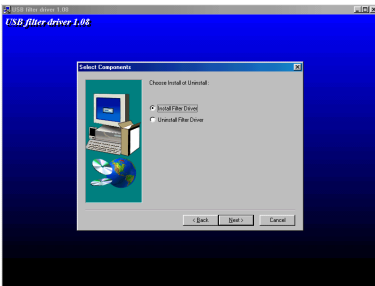 USB filter driver 1.08
USB filter driver 1.08
Select Components
Choose Install ot Uninstall :
Install Filter Driver
Uninstall Filter Driver
< Back
Next >
Cancel